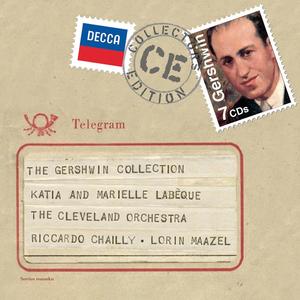 DECCA
COLLECTORS
CE
EDITION
Gershwin
7 CDs
Telegram
THE GERSHWIN COLLECTION
KATIA AND MARIELLE LABÈQUE
THE CLEVELAND ORCHESTRA
RICCARDO CHAILLY • LORIN MAAZEL